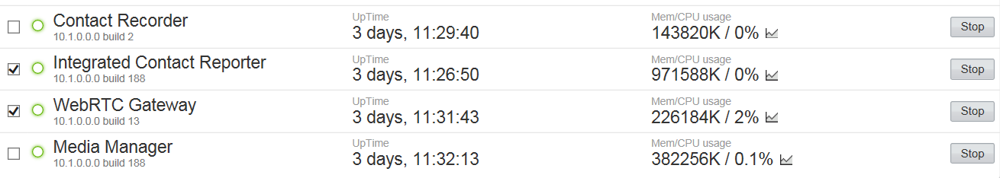 Contact Recorder UpTime Mem/CPU usage
10.1.0.0.0 build 2 3 days, 11:29:40 143820K / 0% Stop
Integrated Contact Reporter UpTime Mem/CPU usage
10.1.0.0.0 build 188 3 days, 11:26:50 971588K / 0% Stop
WebRTC Gateway UpTime Mem/CPU usage
10.1.0.0.0 build 13 3 days, 11:31:43 226184K / 2% Stop
Media Manager UpTime Mem/CPU usage
10.1.0.0.0 build 188 3 days, 11:32:13 382256K / 0.1% Stop